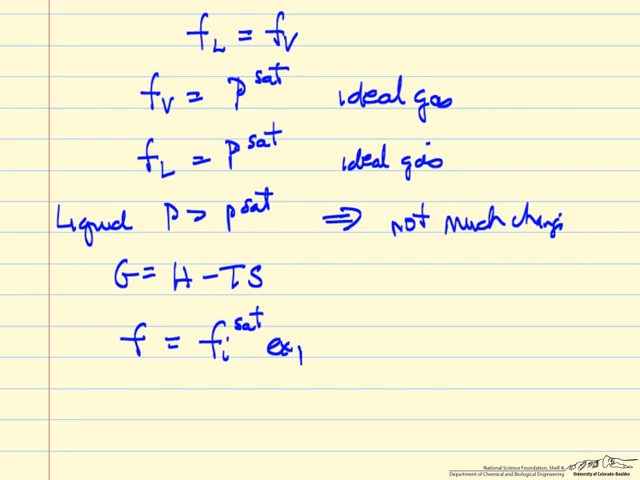 f_L = f_V
f_V = P^sat ideal gas
f_L = P^sat ideal gas
Liquid P > P^sat ⇒ not much change
G = H - TS
f = f_i^sat ex
National Science Foundation, Shell &
Department of Chemical and Biological Engineering
University of Colorado Boulder